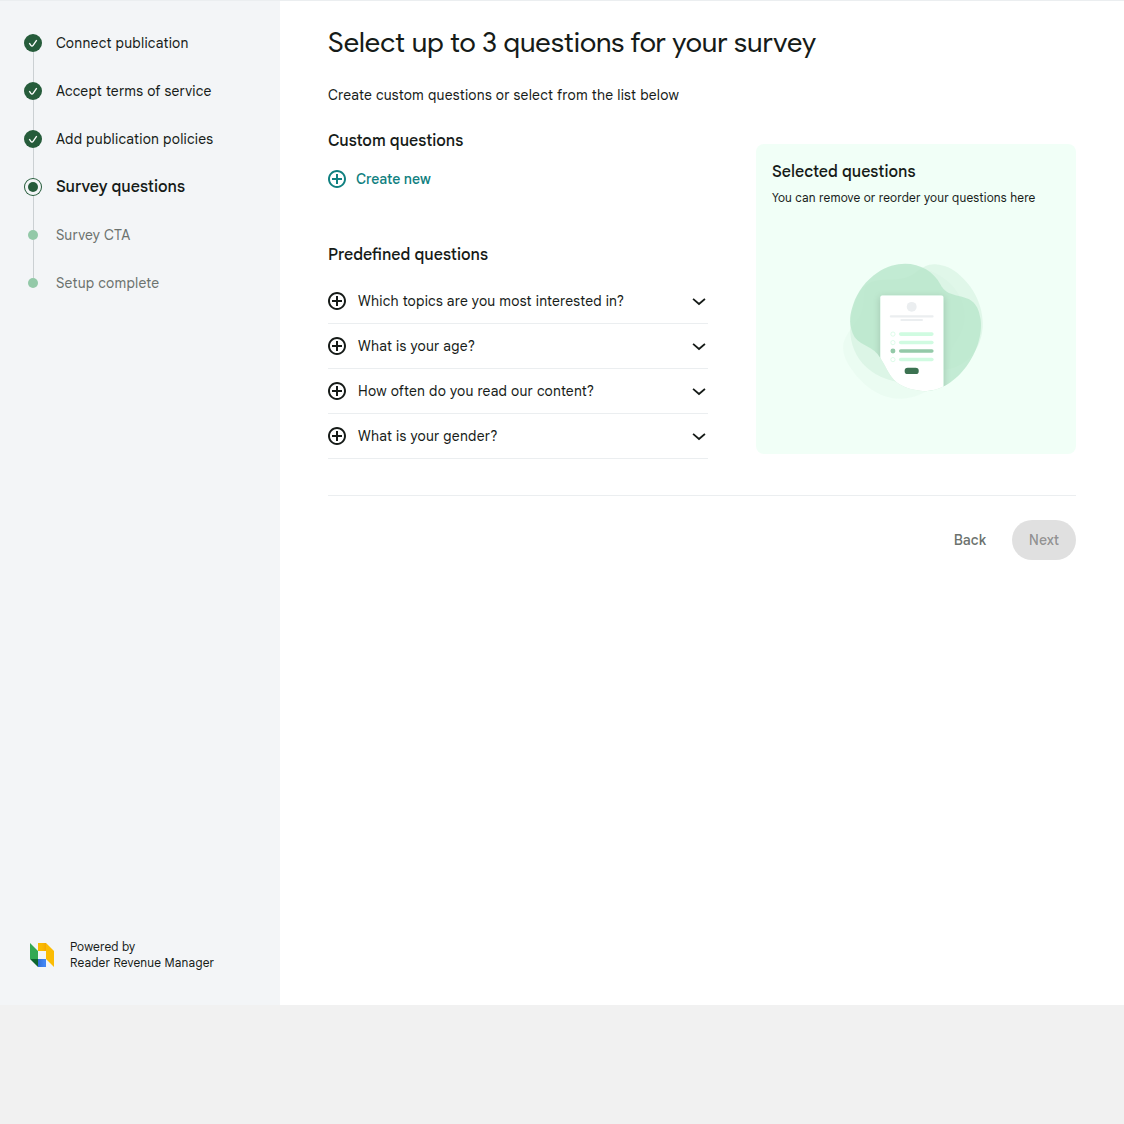 Connect publication
Accept terms of service
Add publication policies
Survey questions
Survey CTA
Setup complete
Powered by
Reader Revenue Manager
Select up to 3 questions for your survey
Create custom questions or select from the list below
Custom questions
Create new
Predefined questions
Which topics are you most interested in?
What is your age?
How often do you read our content?
What is your gender?
Selected questions
You can remove or reorder your questions here
Back
Next